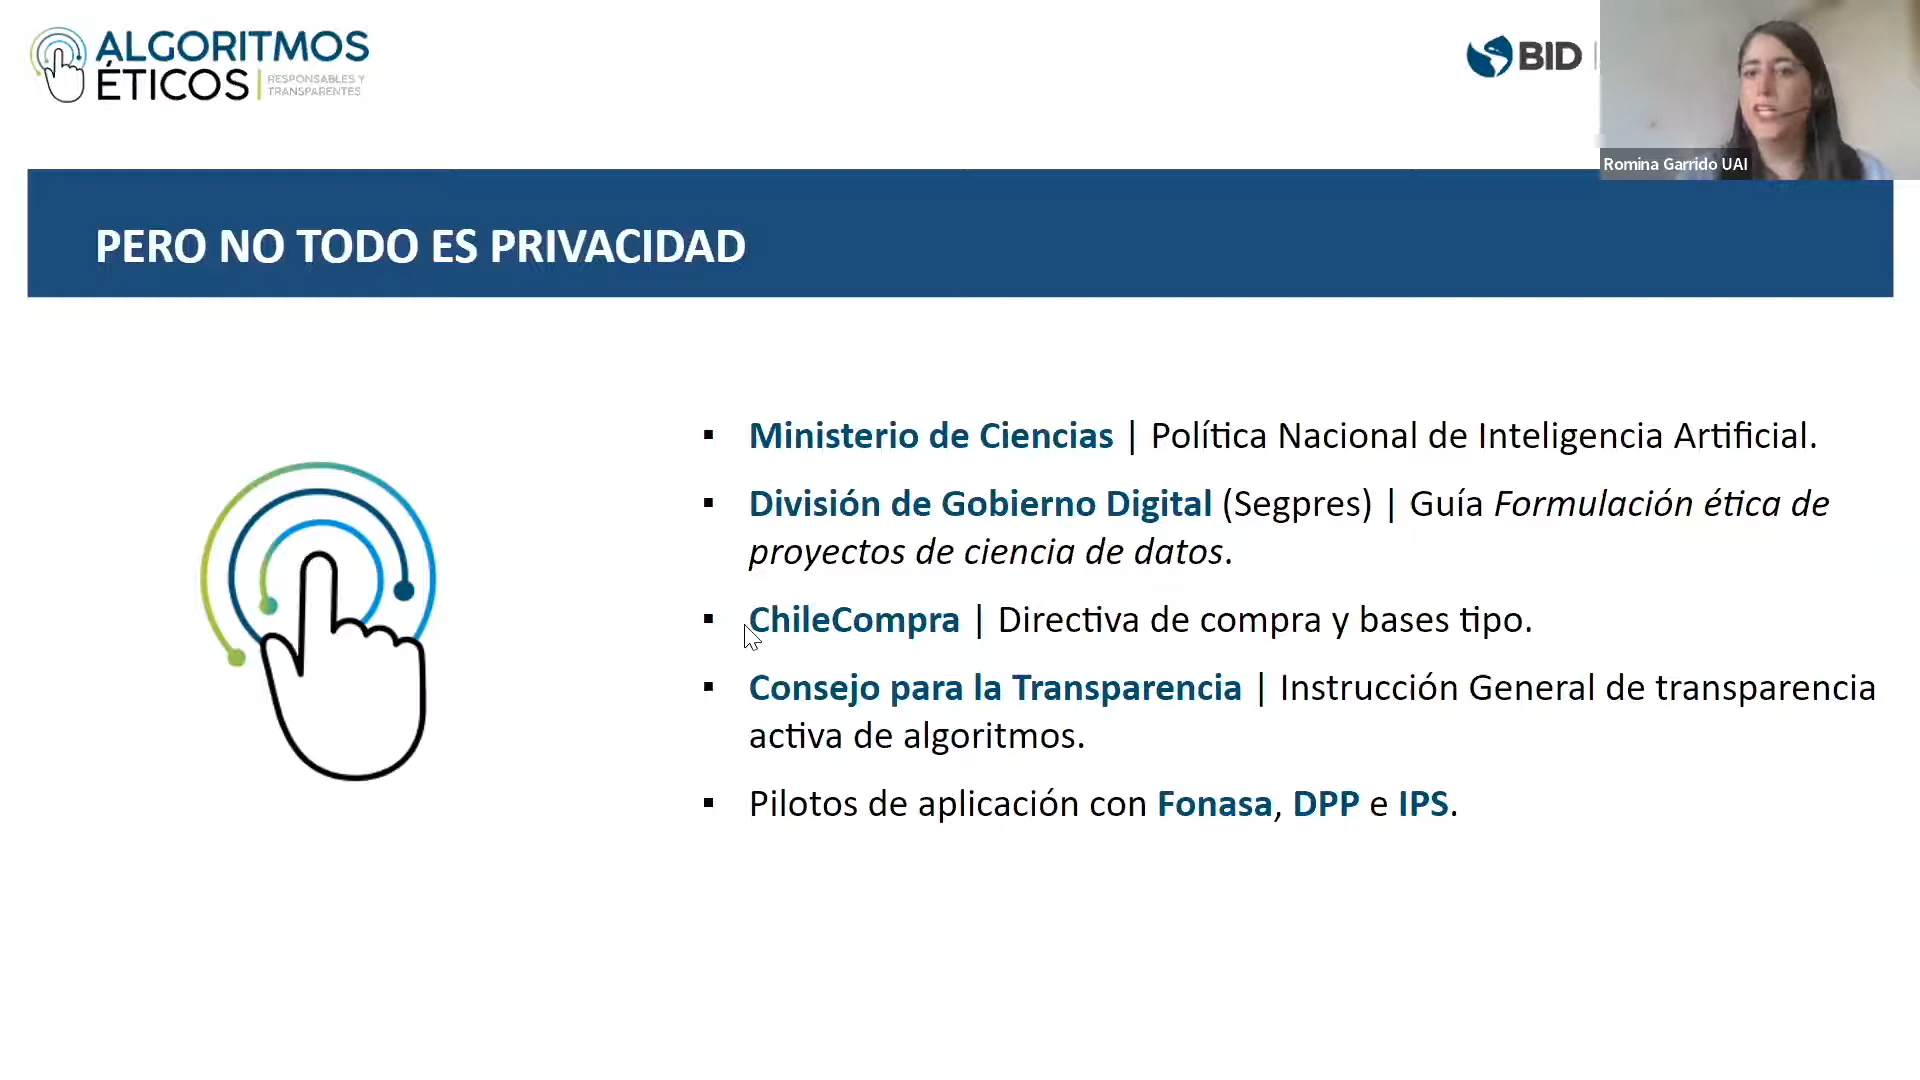 ALGORITMOS
ÉTICOS
RESPONSABLES Y
TRANSPARENTES
BID
Romina Garrido UAI
PERO NO TODO ES PRIVACIDAD
▪ Ministerio de Ciencias | Política Nacional de Inteligencia Artificial.
▪ División de Gobierno Digital (Segpres) | Guía Formulación ética de
proyectos de ciencia de datos.
▪ ChileCompra | Directiva de compra y bases tipo.
▪ Consejo para la Transparencia | Instrucción General de transparencia
activa de algoritmos.
▪ Pilotos de aplicación con Fonasa, DPP e IPS.